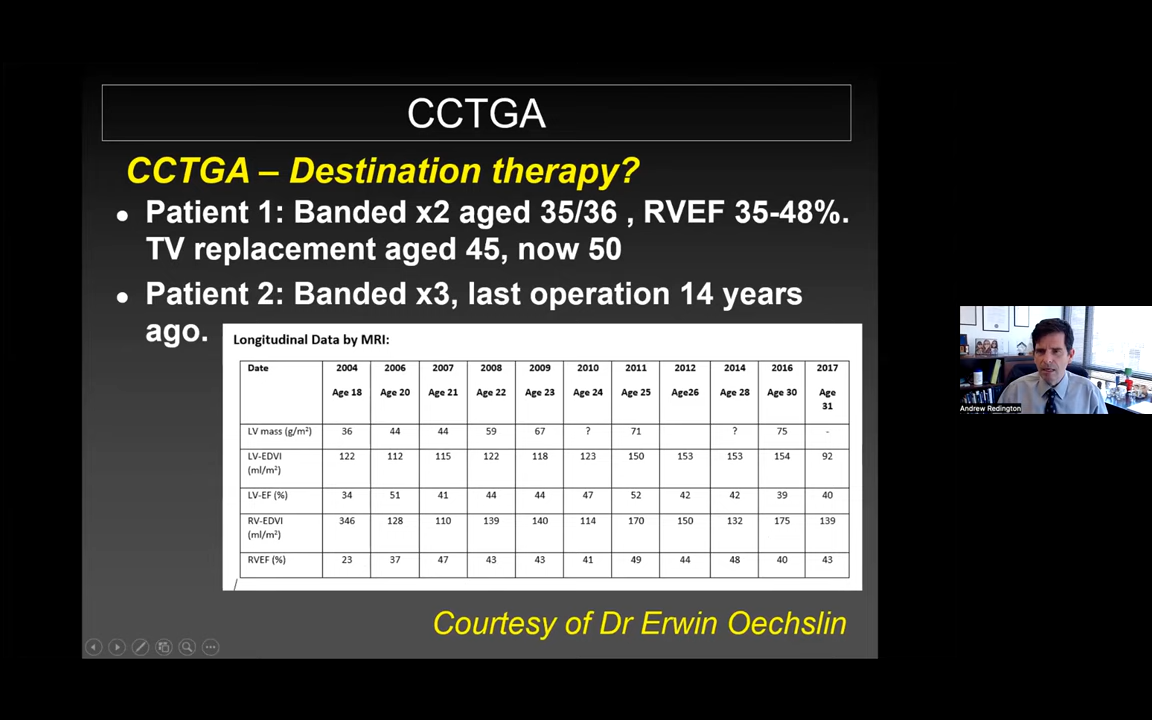 CCTGA
CCTGA – Destination therapy?
• Patient 1: Banded x2 aged 35/36 , RVEF 35-48%.
TV replacement aged 45, now 50
• Patient 2: Banded x3, last operation 14 years
ago.
Longitudinal Data by MRI:
Date 2004 2006 2007 2008 2009 2010 2011 2012 2014 2016 2017
Age 18 Age 20 Age 21 Age 22 Age 23 Age 24 Age 25 Age26 Age 28 Age 30 Age
31
LV mass (g/m²) 36 44 44 59 67 ? 71 ? 75 -
LV-EDVI 122 112 115 122 118 123 150 153 153 154 92
(ml/m²)
LV-EF (%) 34 51 41 44 44 47 52 42 42 39 40
RV-EDVI 346 128 110 139 140 114 170 150 132 175 139
(ml/m²)
RVEF (%) 23 37 47 43 43 41 49 44 48 40 43
/
Courtesy of Dr Erwin Oechslin
Andrew Redington